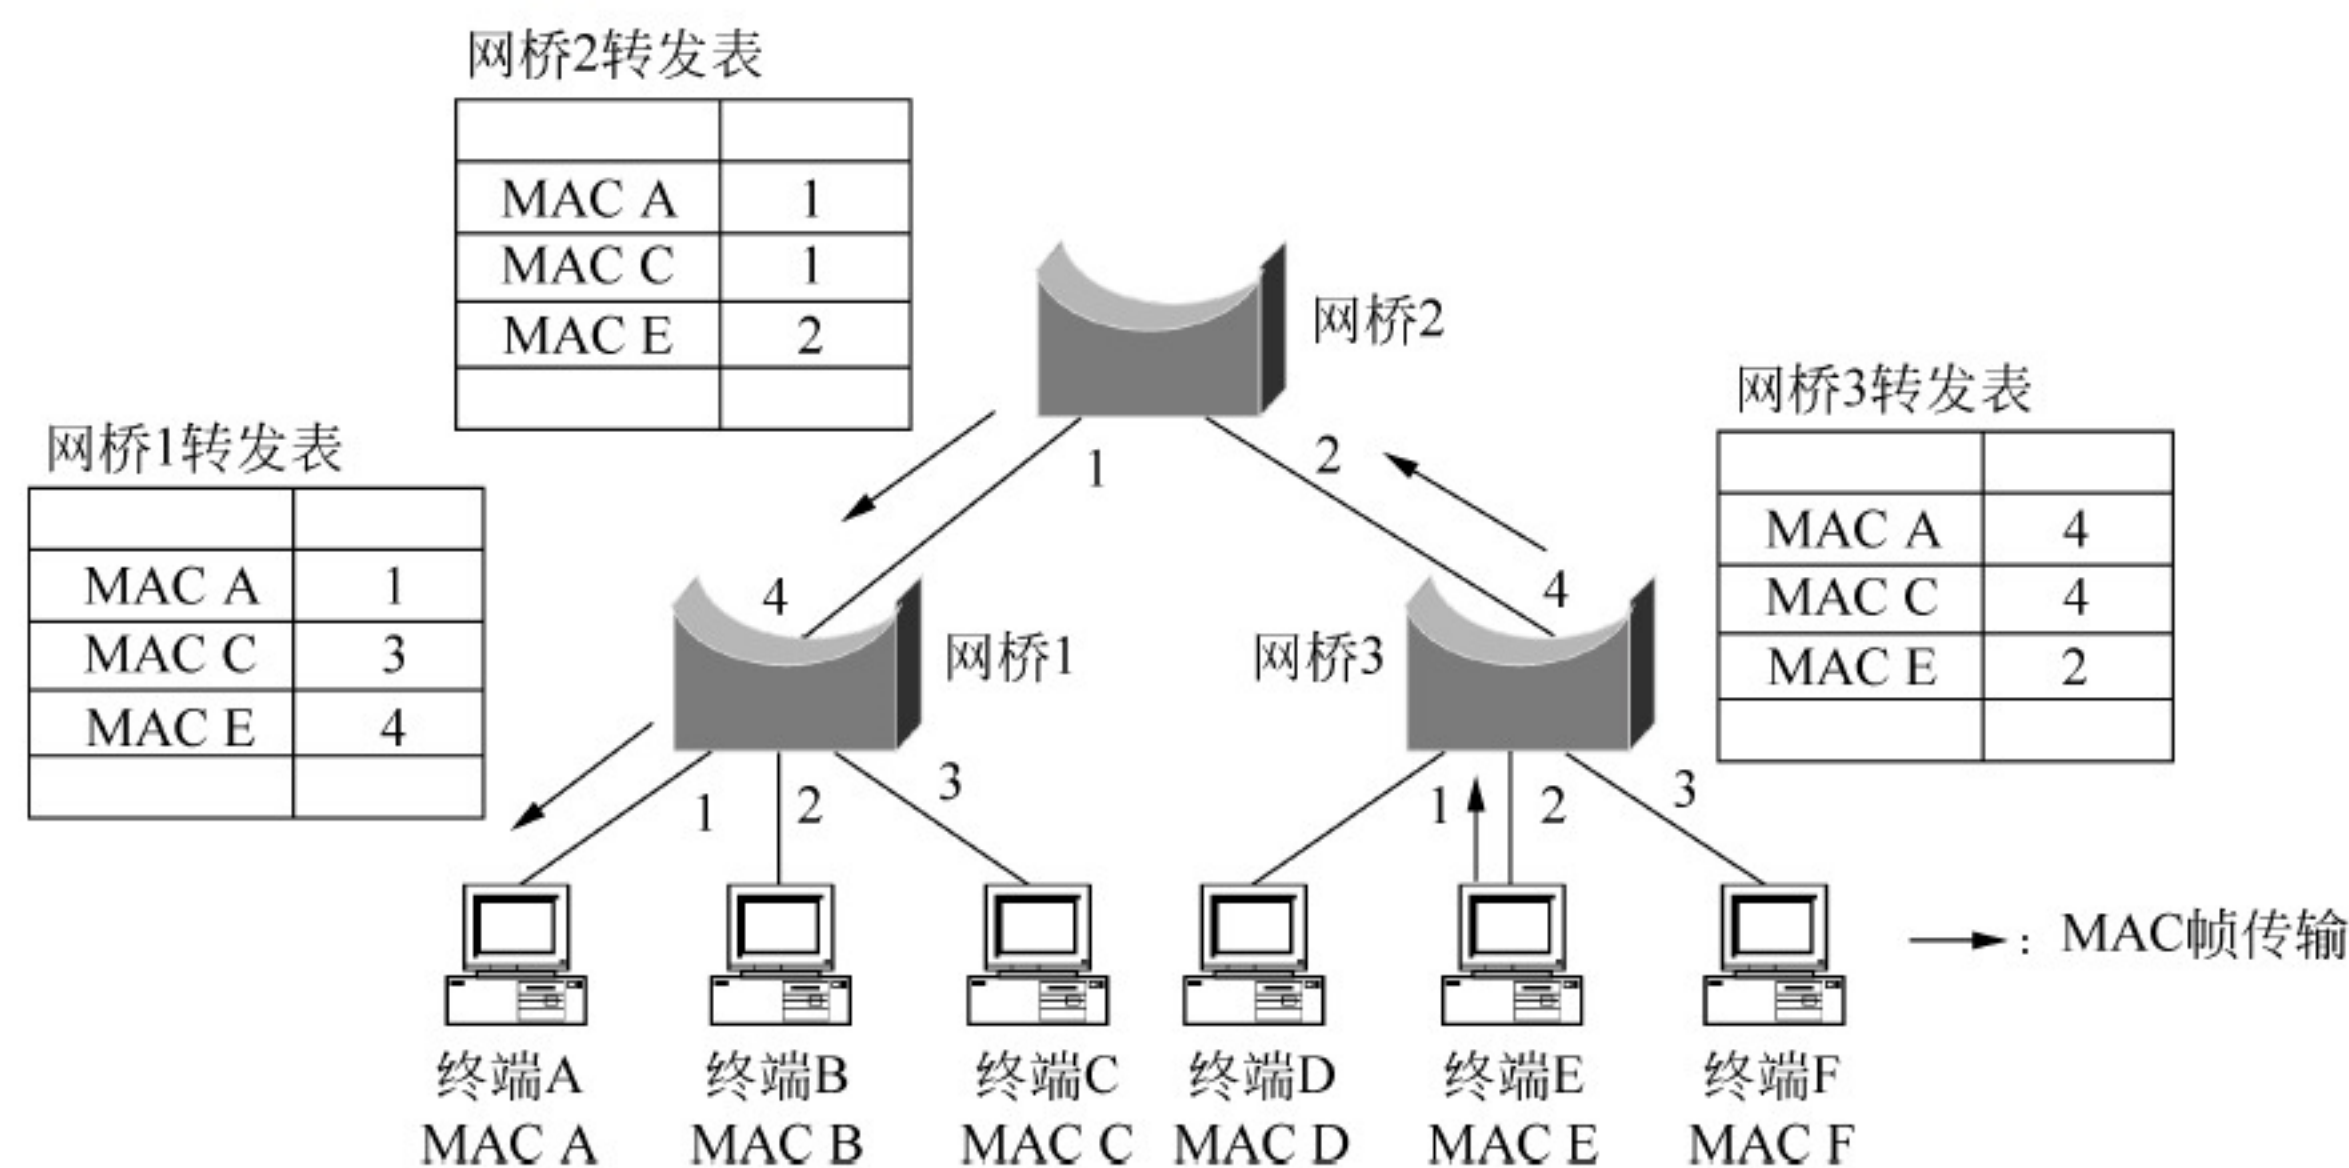 网桥2转发表
MAC A 1
MAC C 1
MAC E 2
网桥2
网桥3转发表
MAC A 4
MAC C 4
MAC E 2
网桥1转发表
MAC A 1
MAC C 3
MAC E 4
1
2
4
4
网桥1
网桥3
1
2
3
1
2
3
：MAC帧传输
终端A
MAC A
终端B
MAC B
终端C
MAC C
终端D
MAC D
终端E
MAC E
终端F
MAC F